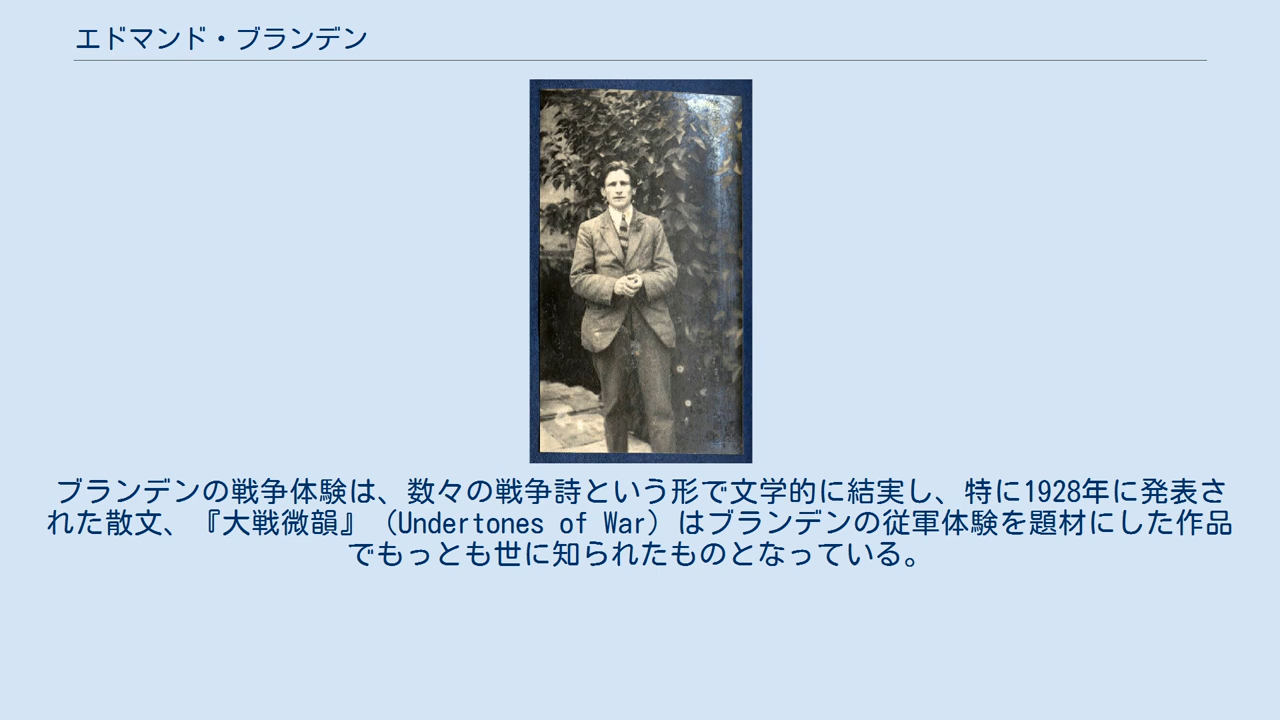 エドマンド・ブランデン
ブランデンの戦争体験は、数々の戦争詩という形で文学的に結実し、特に1928年に発表さ
れた散文、『大戦微韻』（Undertones of War）はブランデンの従軍体験を題材にした作品
でもっとも世に知られたものとなっている。